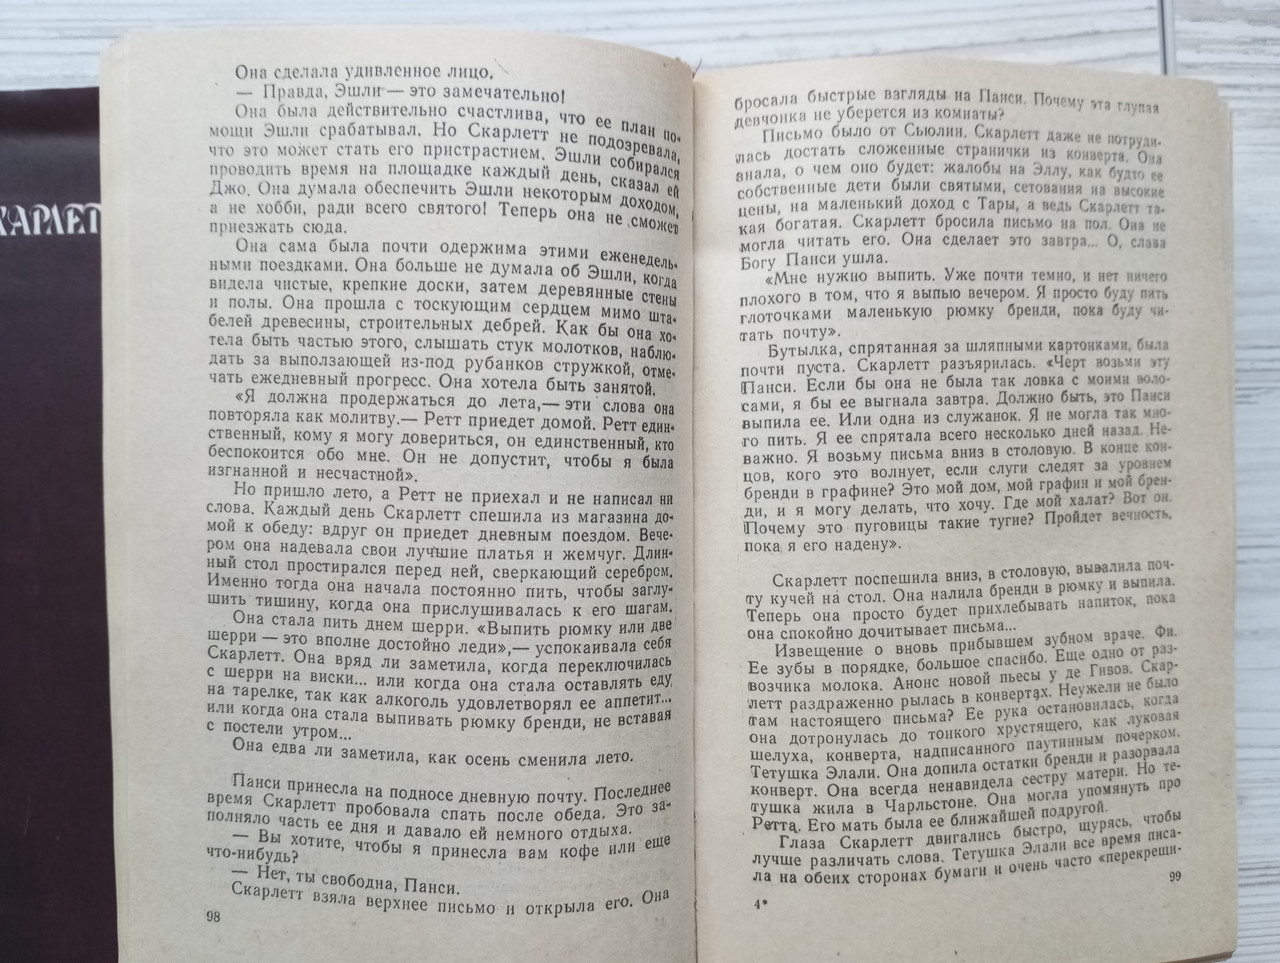 ХАРЛЕТ
Она сделала удивленное лицо.
— Правда, Эшли — это замечательно!
Она была действительно счастлива, что ее план по-
мощи Эшли срабатывал. Но Скарлетт не подозревала,
что это может стать его пристрастием. Эшли собирался
проводить время на площадке каждый день, сказал ей
Джо. Она думала обеспечить Эшли некоторым доходом,
а не хобби, ради всего святого! Теперь она не сможет
приезжать сюда.
Она сама была почти одержима этими еженедель-
ными поездками. Она больше не думала об Эшли, когда
видела чистые, крепкие доски, затем деревянные стены
и полы. Она прошла с тоскующим сердцем мимо шта-
белей древесины, строительных дебрей. Как бы она хо-
тела быть частью этого, слышать стук молотков, наблю-
дать за выползающей из-под рубанков стружкой, отме-
чать ежедневный прогресс. Она хотела быть занятой.
«Я должна продержаться до лета,— эти слова она
повторяла как молитву.— Ретт приедет домой. Ретт един-
ственный, кому я могу довериться, он единственный, кто
беспокоится обо мне. Он не допустит, чтобы я была
изгнанной и несчастной».
Но пришло лето, а Ретт не приехал и не написал ни
слова. Каждый день Скарлетт спешила из магазина до-
мой к обеду: вдруг он приедет дневным поездом. Вече-
ром она надевала свои лучшие платья и жемчуг. Длин-
ный стол простирался перед ней, сверкающий серебром.
Именно тогда она начала постоянно пить, чтобы заглу-
шить тишину, когда она прислушивалась к его шагам.
Она стала пить днем шерри. «Выпить рюмку или две
шерри — это вполне достойно леди»,— успокаивала себя
Скарлетт. Она вряд ли заметила, когда переключилась
с шерри на виски... или когда она стала оставлять еду
на тарелке, так как алкоголь удовлетворял ее аппетит...
или когда она стала выпивать рюмку бренди, не вставая
с постели утром...
Она едва ли заметила, как осень сменила лето.
Панси принесла на подносе дневную почту. Последнее
время Скарлетт пробовала спать после обеда. Это за-
полняло часть ее дня и давало ей немного отдыха.
— Вы хотите, чтобы я принесла вам кофе или еще
что-нибудь?
— Нет, ты свободна, Панси.
Скарлетт взяла верхнее письмо и открыла его. Она
98
бросала быстрые взгляды на Панси. Почему эта глупая
девчонка не уберется из комнаты?
Письмо было от Сьюлин. Скарлетт даже не потруди-
лась достать сложенные странички из конверта. Она
знала, о чем оно будет: жалобы на Эллу, как будто ее
собственные дети были святыми, сетования на высокие
цены, на маленький доход с Тары, а ведь Скарлетт та-
кая богатая. Скарлетт бросила письмо на пол. Она не
могла читать его. Она сделает это завтра... О, слава
Богу Панси ушла.
«Мне нужно выпить. Уже почти темно, и нет ничего
плохого в том, что я выпью вечером. Я просто буду пить
глоточками маленькую рюмку бренди, пока буду чи-
тать почту».
Бутылка, спрятанная за шляпными картонками, была
почти пуста. Скарлетт разъярилась. «Черт возьми эту
Панси. Если бы она не была так ловка с моими воло-
сами, я бы ее выгнала завтра. Должно быть, это Панси
выпила ее. Или одна из служанок. Я не могла так мно-
го пить. Я ее спрятала всего несколько дней назад. Не-
важно. Я возьму письма вниз в столовую. В конце кон-
цов, кого это волнует, если слуги следят за уровнем
бренди в графине? Это мой дом, мой графин и мой брен-
ди, и я могу делать, что хочу. Где мой халат? Вот он.
Почему это пуговицы такие тугие? Пройдет вечность,
пока я его надену».
Скарлетт поспешила вниз, в столовую, вывалила поч-
ту кучей на стол. Она налила бренди в рюмку и выпила.
Теперь она просто будет прихлебывать напиток, пока
она спокойно дочитывает письма...
Извещение о вновь прибывшем зубном враче. Фи.
Ее зубы в порядке, большое спасибо. Еще одно от раз-
возчика молока. Анонс новой пьесы у де Гивов. Скар-
летт раздраженно рылась в конвертах. Неужели не было
там настоящего письма? Ее рука остановилась, когда
она дотронулась до тонкого хрустящего, как луковая
шелуха, конверта, надписанного паутинным почерком.
Тетушка Элали. Она допила остатки бренди и разорвала
конверт. Она всегда ненавидела сестру матери. Но те-
тушка жила в Чарльстоне. Она могла упомянуть про
Ретта. Его мать была ее ближайшей подругой.
Глаза Скарлетт двигались быстро, щурясь, чтобы
лучше различать слова. Тетушка Элали все время писа-
ла на обеих сторонах бумаги и очень часто «перекрещи-
99
4*